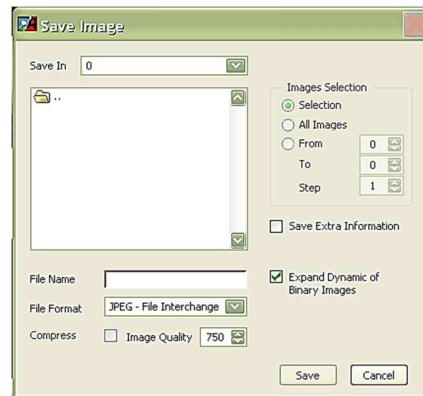 Save Image
Save In 0
..
Images Selection
Selection
All Images
From 0
To 0
Step 1
Save Extra Information
File Name
Expand Dynamic of
Binary Images
File Format JPEG - File Interchange
Compress Image Quality 750
Save Cancel